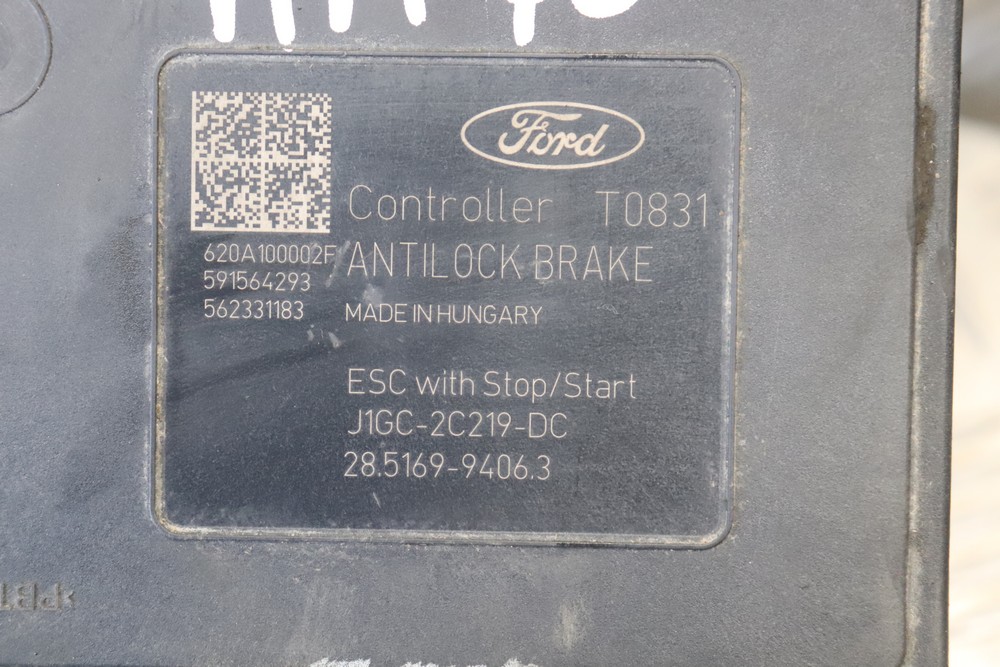 Ford
Controller T0831
620A100002F
ANTILOCK BRAKE
591564293
562331183
MADE IN HUNGARY
ESC with Stop/Start
J1GC-2C219-DC
28.5169-9406.3